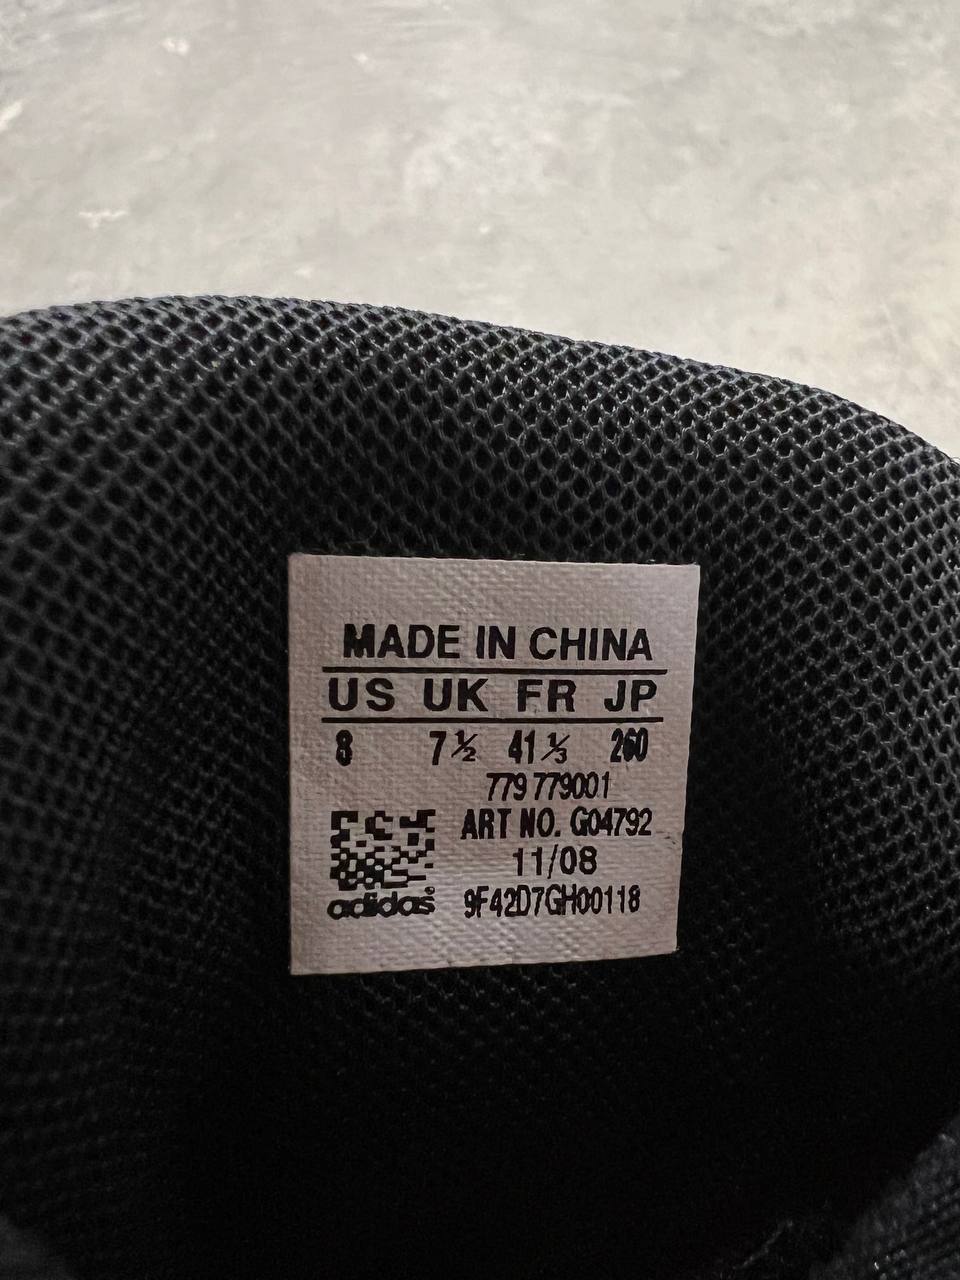 MADE IN CHINA
US UK FR JP
8 7½ 41⅓ 260
779 779001
ART NO. G04792
11/08
adidas® 9F42D7GH00118